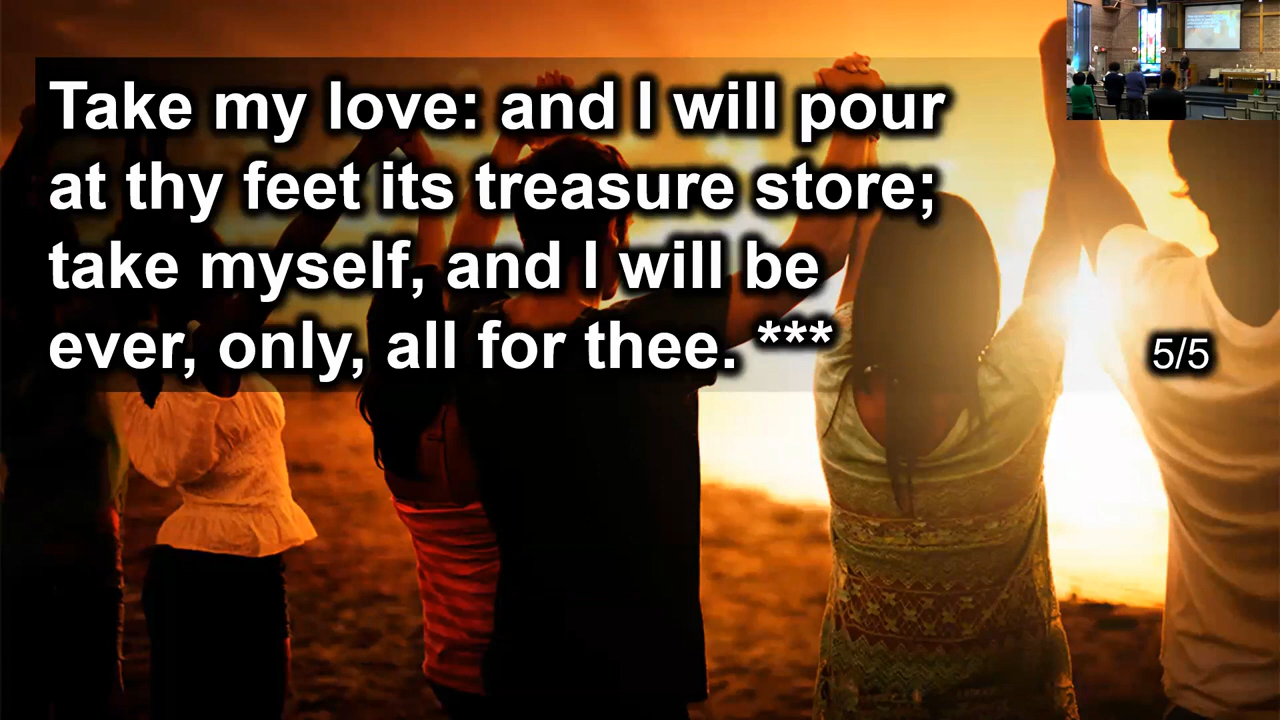 Take my love: and I will pour
at thy feet its treasure store;
take myself, and I will be
ever, only, all for thee. ***
5/5